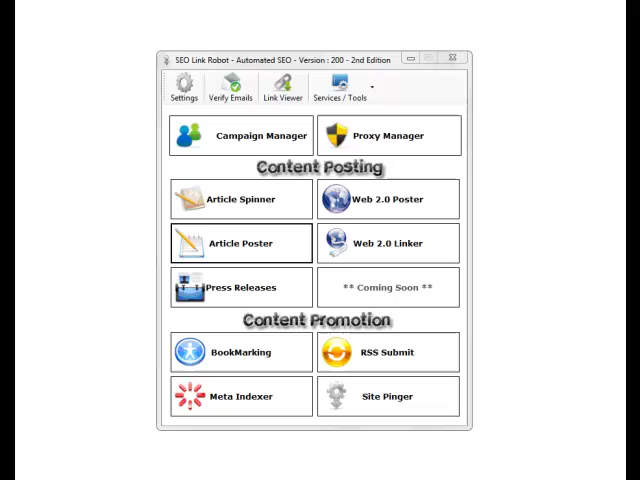 SEO Link Robot - Automated SEO - Version : 200 - 2nd Edition
Settings Verify Emails Link Viewer Services / Tools
Campaign Manager Proxy Manager
Content Posting
Article Spinner Web 2.0 Poster
Article Poster Web 2.0 Linker
Press Releases ** Coming Soon **
Content Promotion
BookMarking RSS Submit
Meta Indexer Site Pinger